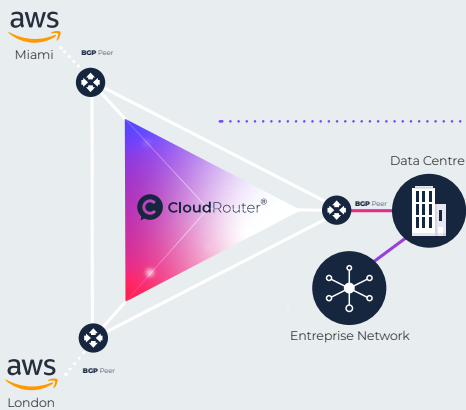 aws
Miami
BGP Peer
Data Centre
CloudRouter®
BGP Peer
Entreprise Network
aws
London
BGP Peer